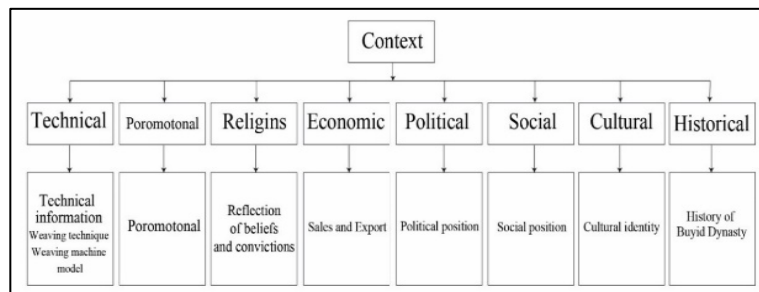 Context
Technical
Poromotonal
Religins
Economic
Political
Social
Cultural
Historical
Technical
information
Weaving technique
Weaving machine
model
Poromotonal
Reflection
of beliefs
and convictions
Sales and Export
Political position
Social position
Cultural identity
History of
Buyid Dynasty